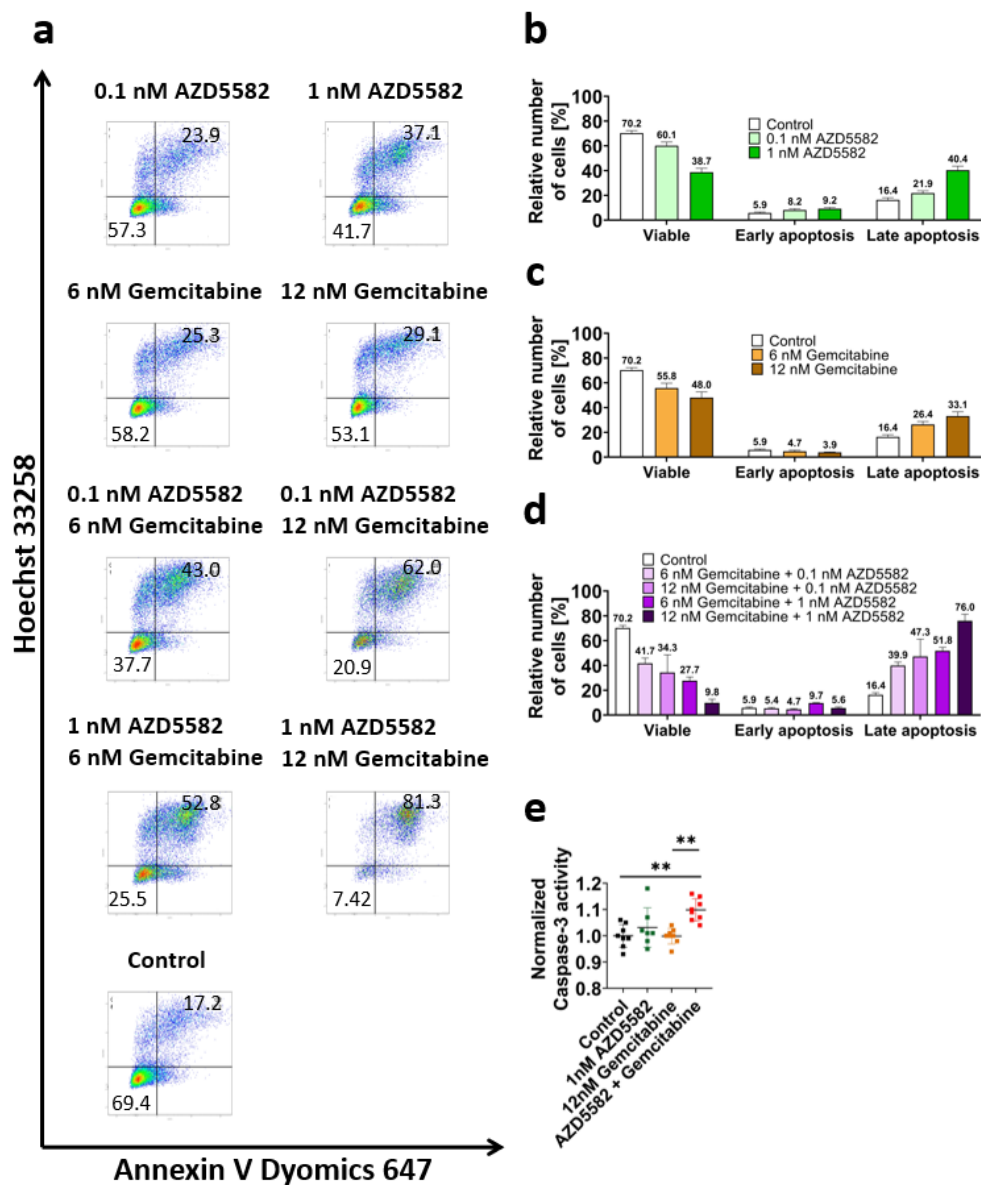 a
Hoechst 33258
0.1 nM AZD5582
1 nM AZD5582
23.9
57.3
37.1
41.7
6 nM Gemcitabine
12 nM Gemcitabine
25.3
58.2
29.1
53.1
0.1 nM AZD5582
6 nM Gemcitabine
0.1 nM AZD5582
12 nM Gemcitabine
43.0
37.7
62.0
20.9
1 nM AZD5582
6 nM Gemcitabine
1 nM AZD5582
12 nM Gemcitabine
52.8
25.5
81.3
7.42
Control
17.2
69.4
Annexin V Dyomics 647
b
Relative number
of cells [%]
100
80
60
40
20
0
Control
0.1 nM AZD5582
1 nM AZD5582
70.2
60.1
38.7
5.9
8.2
9.2
16.4
21.9
40.4
Viable
Early apoptosis
Late apoptosis
c
Relative number
of cells [%]
100
80
60
40
20
0
Control
6 nM Gemcitabine
12 nM Gemcitabine
70.2
55.8
48.0
5.9
4.7
3.9
16.4
26.4
33.1
Viable
Early apoptosis
Late apoptosis
d
Relative number
of cells [%]
100
80
60
40
20
0
Control
6 nM Gemcitabine + 0.1 nM AZD5582
12 nM Gemcitabine + 0.1 nM AZD5582
6 nM Gemcitabine + 1 nM AZD5582
12 nM Gemcitabine + 1 nM AZD5582
70.2
41.7
34.3
27.7
9.8
5.9
5.4
4.7
9.7
5.6
16.4
39.9
47.3
51.8
76.0
Viable
Early apoptosis
Late apoptosis
e
Normalized
Caspase-3 activity
1.2
1.1
1.0
0.9
0.8
**
**
Control
1nM AZD5582
12nM Gemcitabine
AZD5582 + Gemcitabine